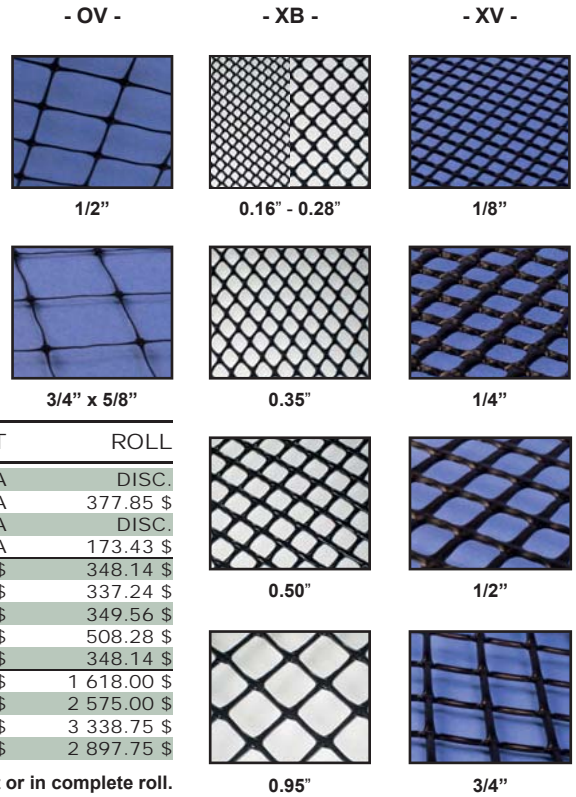 - OV -
- XB -
- XV -
1/2”
0.16” - 0.28”
1/8”
3/4” x 5/8”
0.35”
1/4”
T ROLL
A DISC.
A 377.85 $
A DISC.
A 173.43 $
$ 348.14 $
$ 337.24 $
$ 349.56 $
$ 508.28 $
$ 348.14 $
$ 1 618.00 $
$ 2 575.00 $
$ 3 338.75 $
$ 2 897.75 $
t or in complete roll.
0.50”
1/2”
0.95”
3/4”